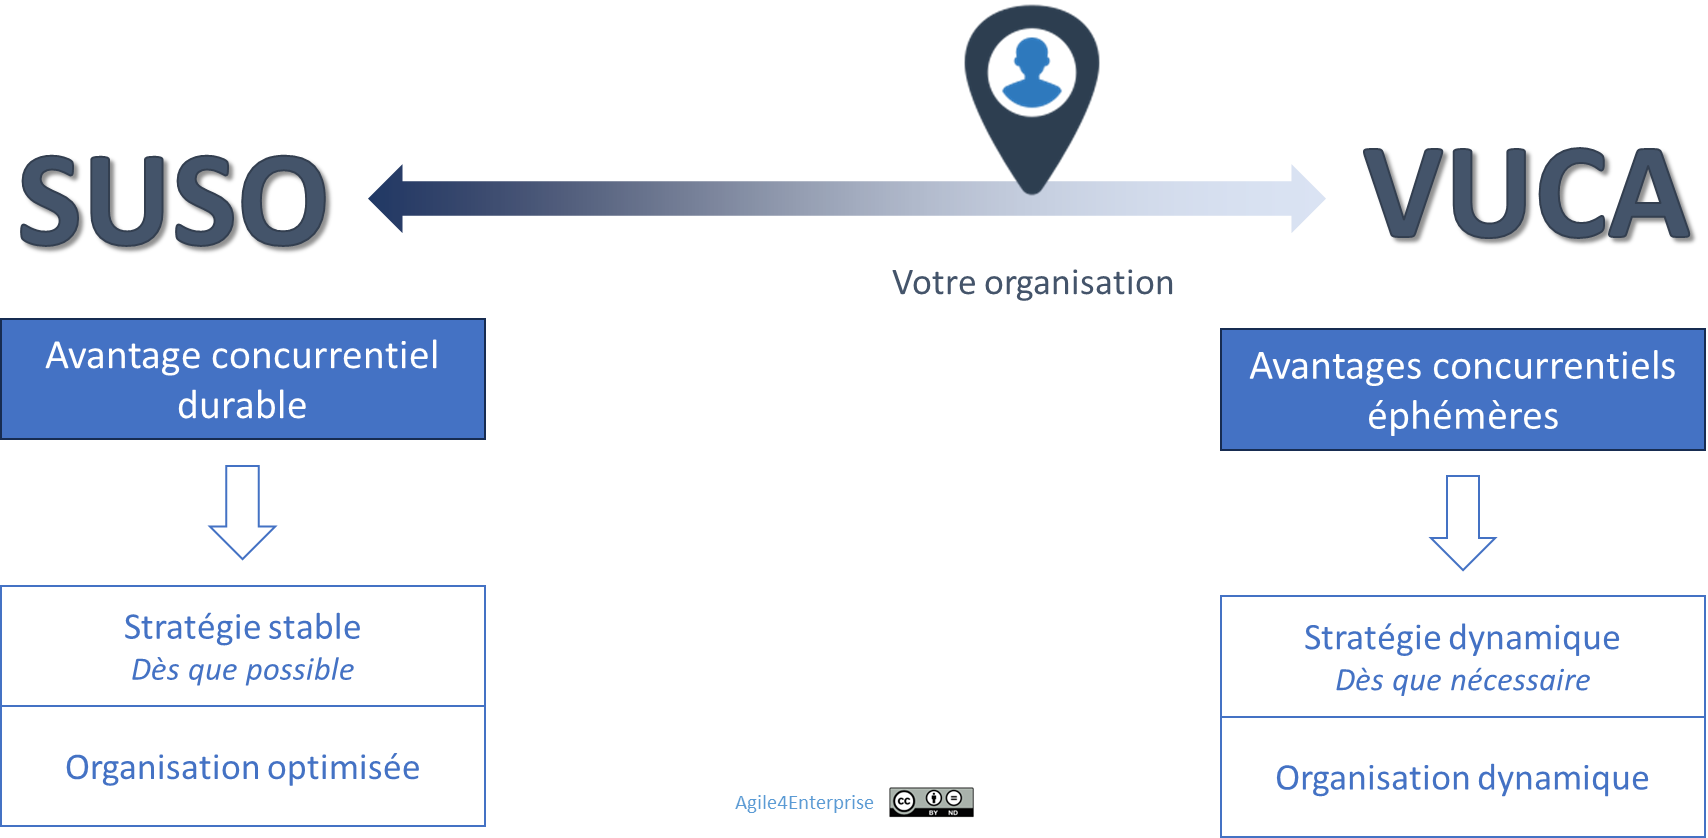 SUSO
VUCA
Votre organisation
Avantage concurrentiel
durable
Stratégie stable
Dès que possible
Organisation optimisée
Avantages concurrentiels
éphémères
Stratégie dynamique
Dès que nécessaire
Organisation dynamique
Agile4Enterprise
cc
BY ND